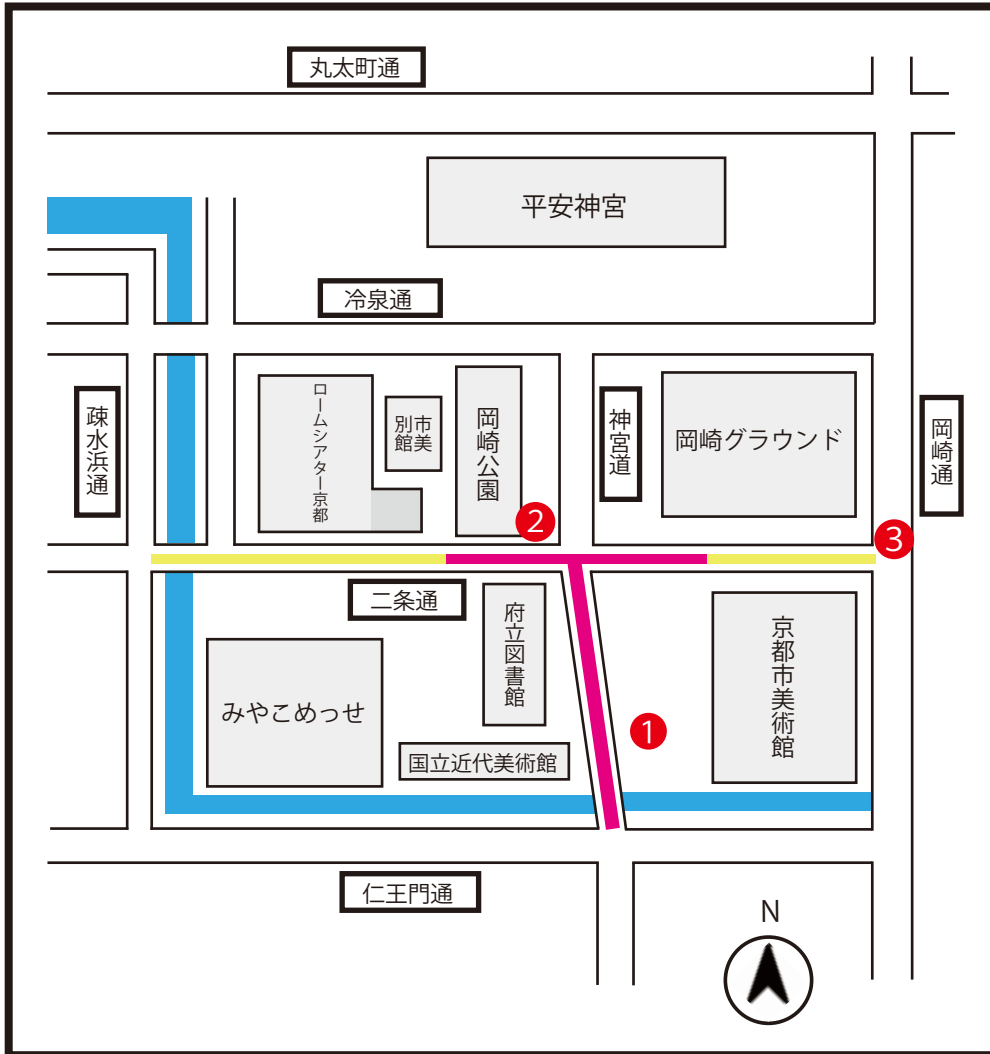 丸太町通
平安神宮
冷泉通
疎水浜通
ロームシアター京都
市美
別館
岡崎公園
神宮道
岡崎グラウンド
岡崎通
2
3
二条通
府立図書館
京都市美術館
みやこめっせ
1
国立近代美術館
仁王門通
N